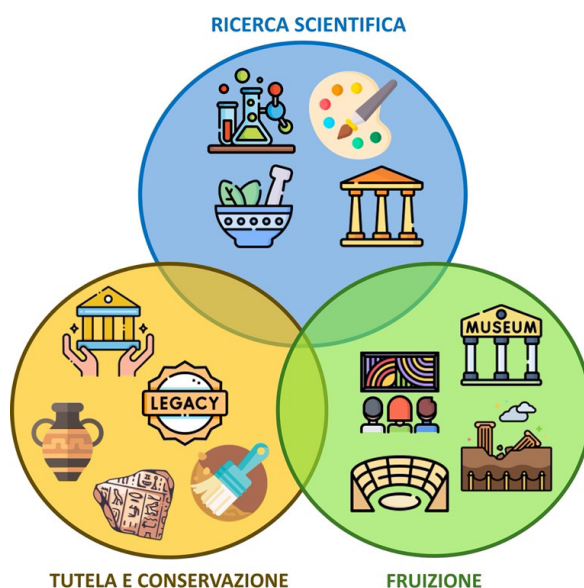 RICERCA SCIENTIFICA
MUSEUM
LEGACY
TUTELA E CONSERVAZIONE
FRUIZIONE